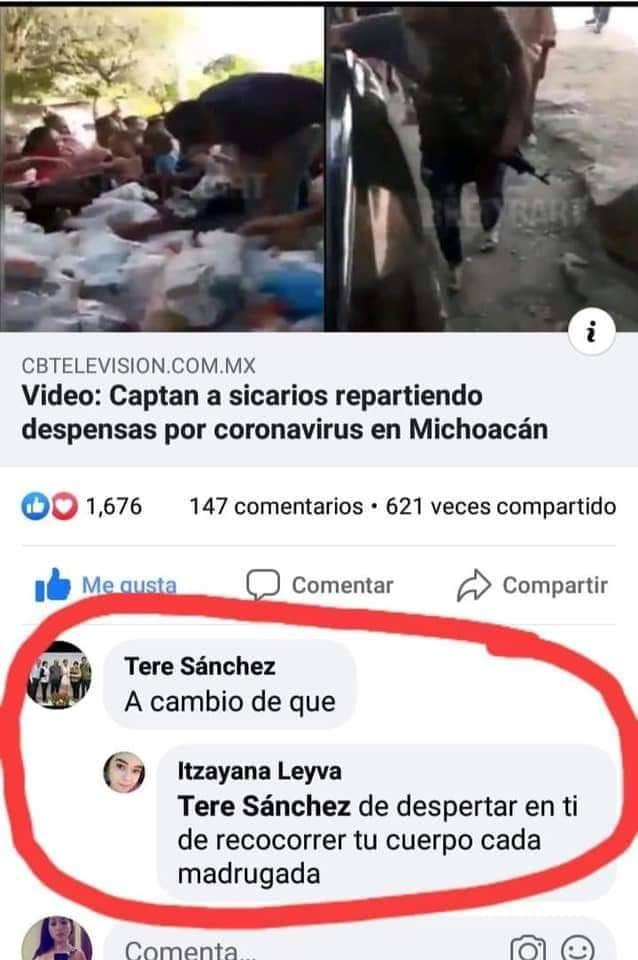 CBTELEVISION.COM.MX
Video: Captan a sicarios repartiendo
despensas por coronavirus en Michoacán
1,676 147 comentarios • 621 veces compartido
Me gusta Comentar Compartir
Tere Sánchez
A cambio de que
Itzayana Leyva
Tere Sánchez de despertar en ti
de recocorrer tu cuerpo cada
madrugada
Comenta...